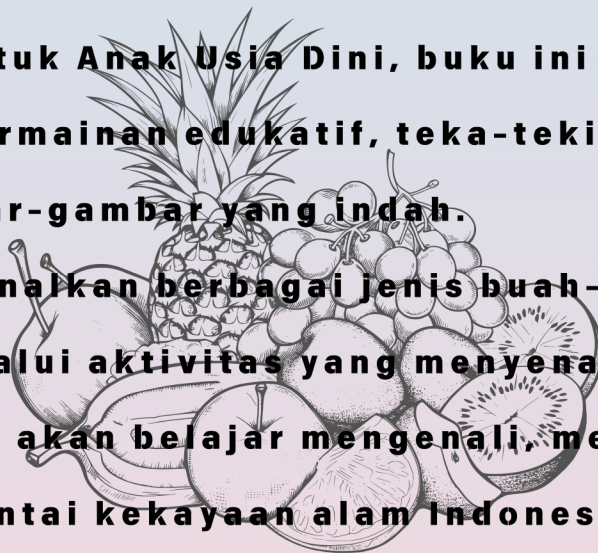 tuk Anak Usia Dini, buku ini
rmainan edukatif, teka-teki
ar-gambar yang indah.
nalkan berbagai jenis buah-
alui aktivitas yang menyena
akan belajar mengenali, me
ntai kekayaan alam Indones